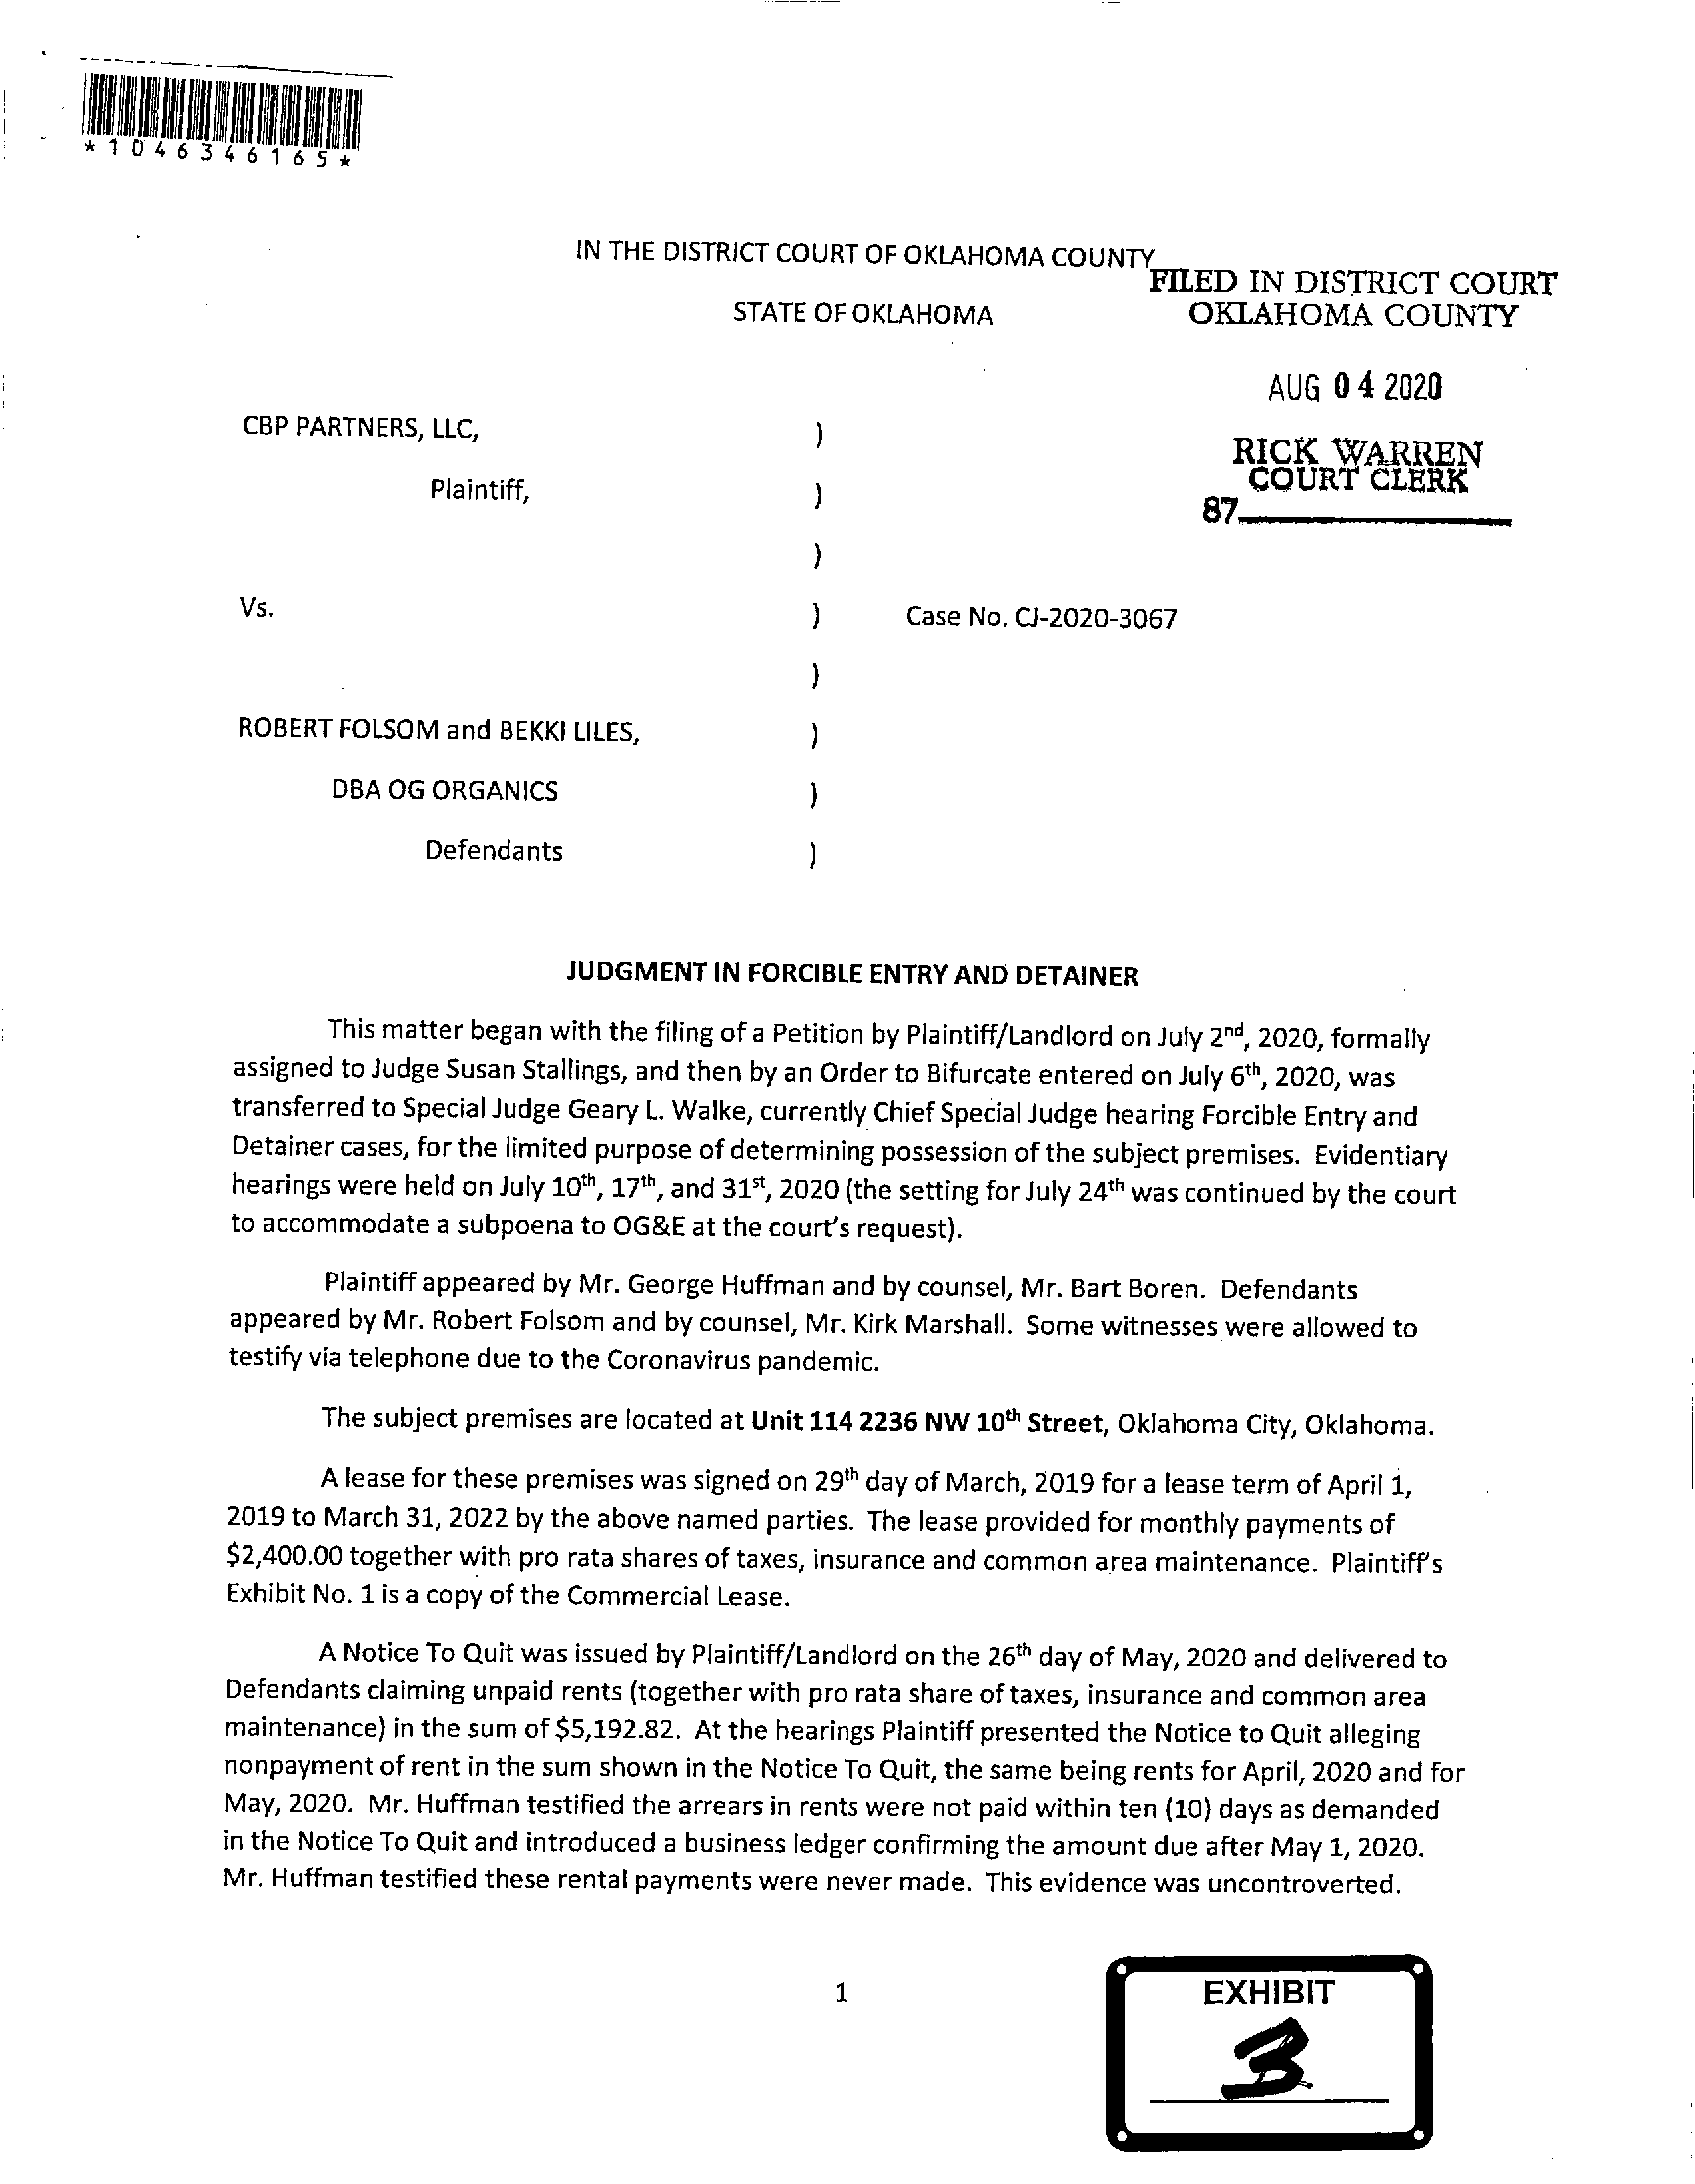 *1046346165*
IN THE DISTRICT COURT OF OKLAHOMA COUNTY
FILED IN DISTRICT COURT
OKLAHOMA COUNTY
STATE OF OKLAHOMA
AUG 04 2020
CBP PARTNERS, LLC, )
RICK WARREN
COURT CLERK
Plaintiff, )
87
)
Vs. ) Case No. CJ-2020-3067
)
ROBERT FOLSOM and BEKKI LILES, )
DBA OG ORGANICS )
Defendants )
JUDGMENT IN FORCIBLE ENTRY AND DETAINER
This matter began with the filing of a Petition by Plaintiff/Landlord on July 2nd, 2020, formally
assigned to Judge Susan Stallings, and then by an Order to Bifurcate entered on July 6th, 2020, was
transferred to Special Judge Geary L. Walke, currently Chief Special Judge hearing Forcible Entry and
Detainer cases, for the limited purpose of determining possession of the subject premises. Evidentiary
hearings were held on July 10th, 17th, and 31st, 2020 (the setting for July 24th was continued by the court
to accommodate a subpoena to OG&E at the court's request).
Plaintiff appeared by Mr. George Huffman and by counsel, Mr. Bart Boren. Defendants
appeared by Mr. Robert Folsom and by counsel, Mr. Kirk Marshall. Some witnesses were allowed to
testify via telephone due to the Coronavirus pandemic.
The subject premises are located at Unit 114 2236 NW 10th Street, Oklahoma City, Oklahoma.
A lease for these premises was signed on 29th day of March, 2019 for a lease term of April 1,
2019 to March 31, 2022 by the above named parties. The lease provided for monthly payments of
$2,400.00 together with pro rata shares of taxes, insurance and common area maintenance. Plaintiff's
Exhibit No. 1 is a copy of the Commercial Lease.
A Notice To Quit was issued by Plaintiff/Landlord on the 26th day of May, 2020 and delivered to
Defendants claiming unpaid rents (together with pro rata share of taxes, insurance and common area
maintenance) in the sum of $5,192.82. At the hearings Plaintiff presented the Notice to Quit alleging
nonpayment of rent in the sum shown in the Notice To Quit, the same being rents for April, 2020 and for
May, 2020. Mr. Huffman testified the arrears in rents were not paid within ten (10) days as demanded
in the Notice To Quit and introduced a business ledger confirming the amount due after May 1, 2020.
Mr. Huffman testified these rental payments were never made. This evidence was uncontroverted.
1
EXHIBIT
3